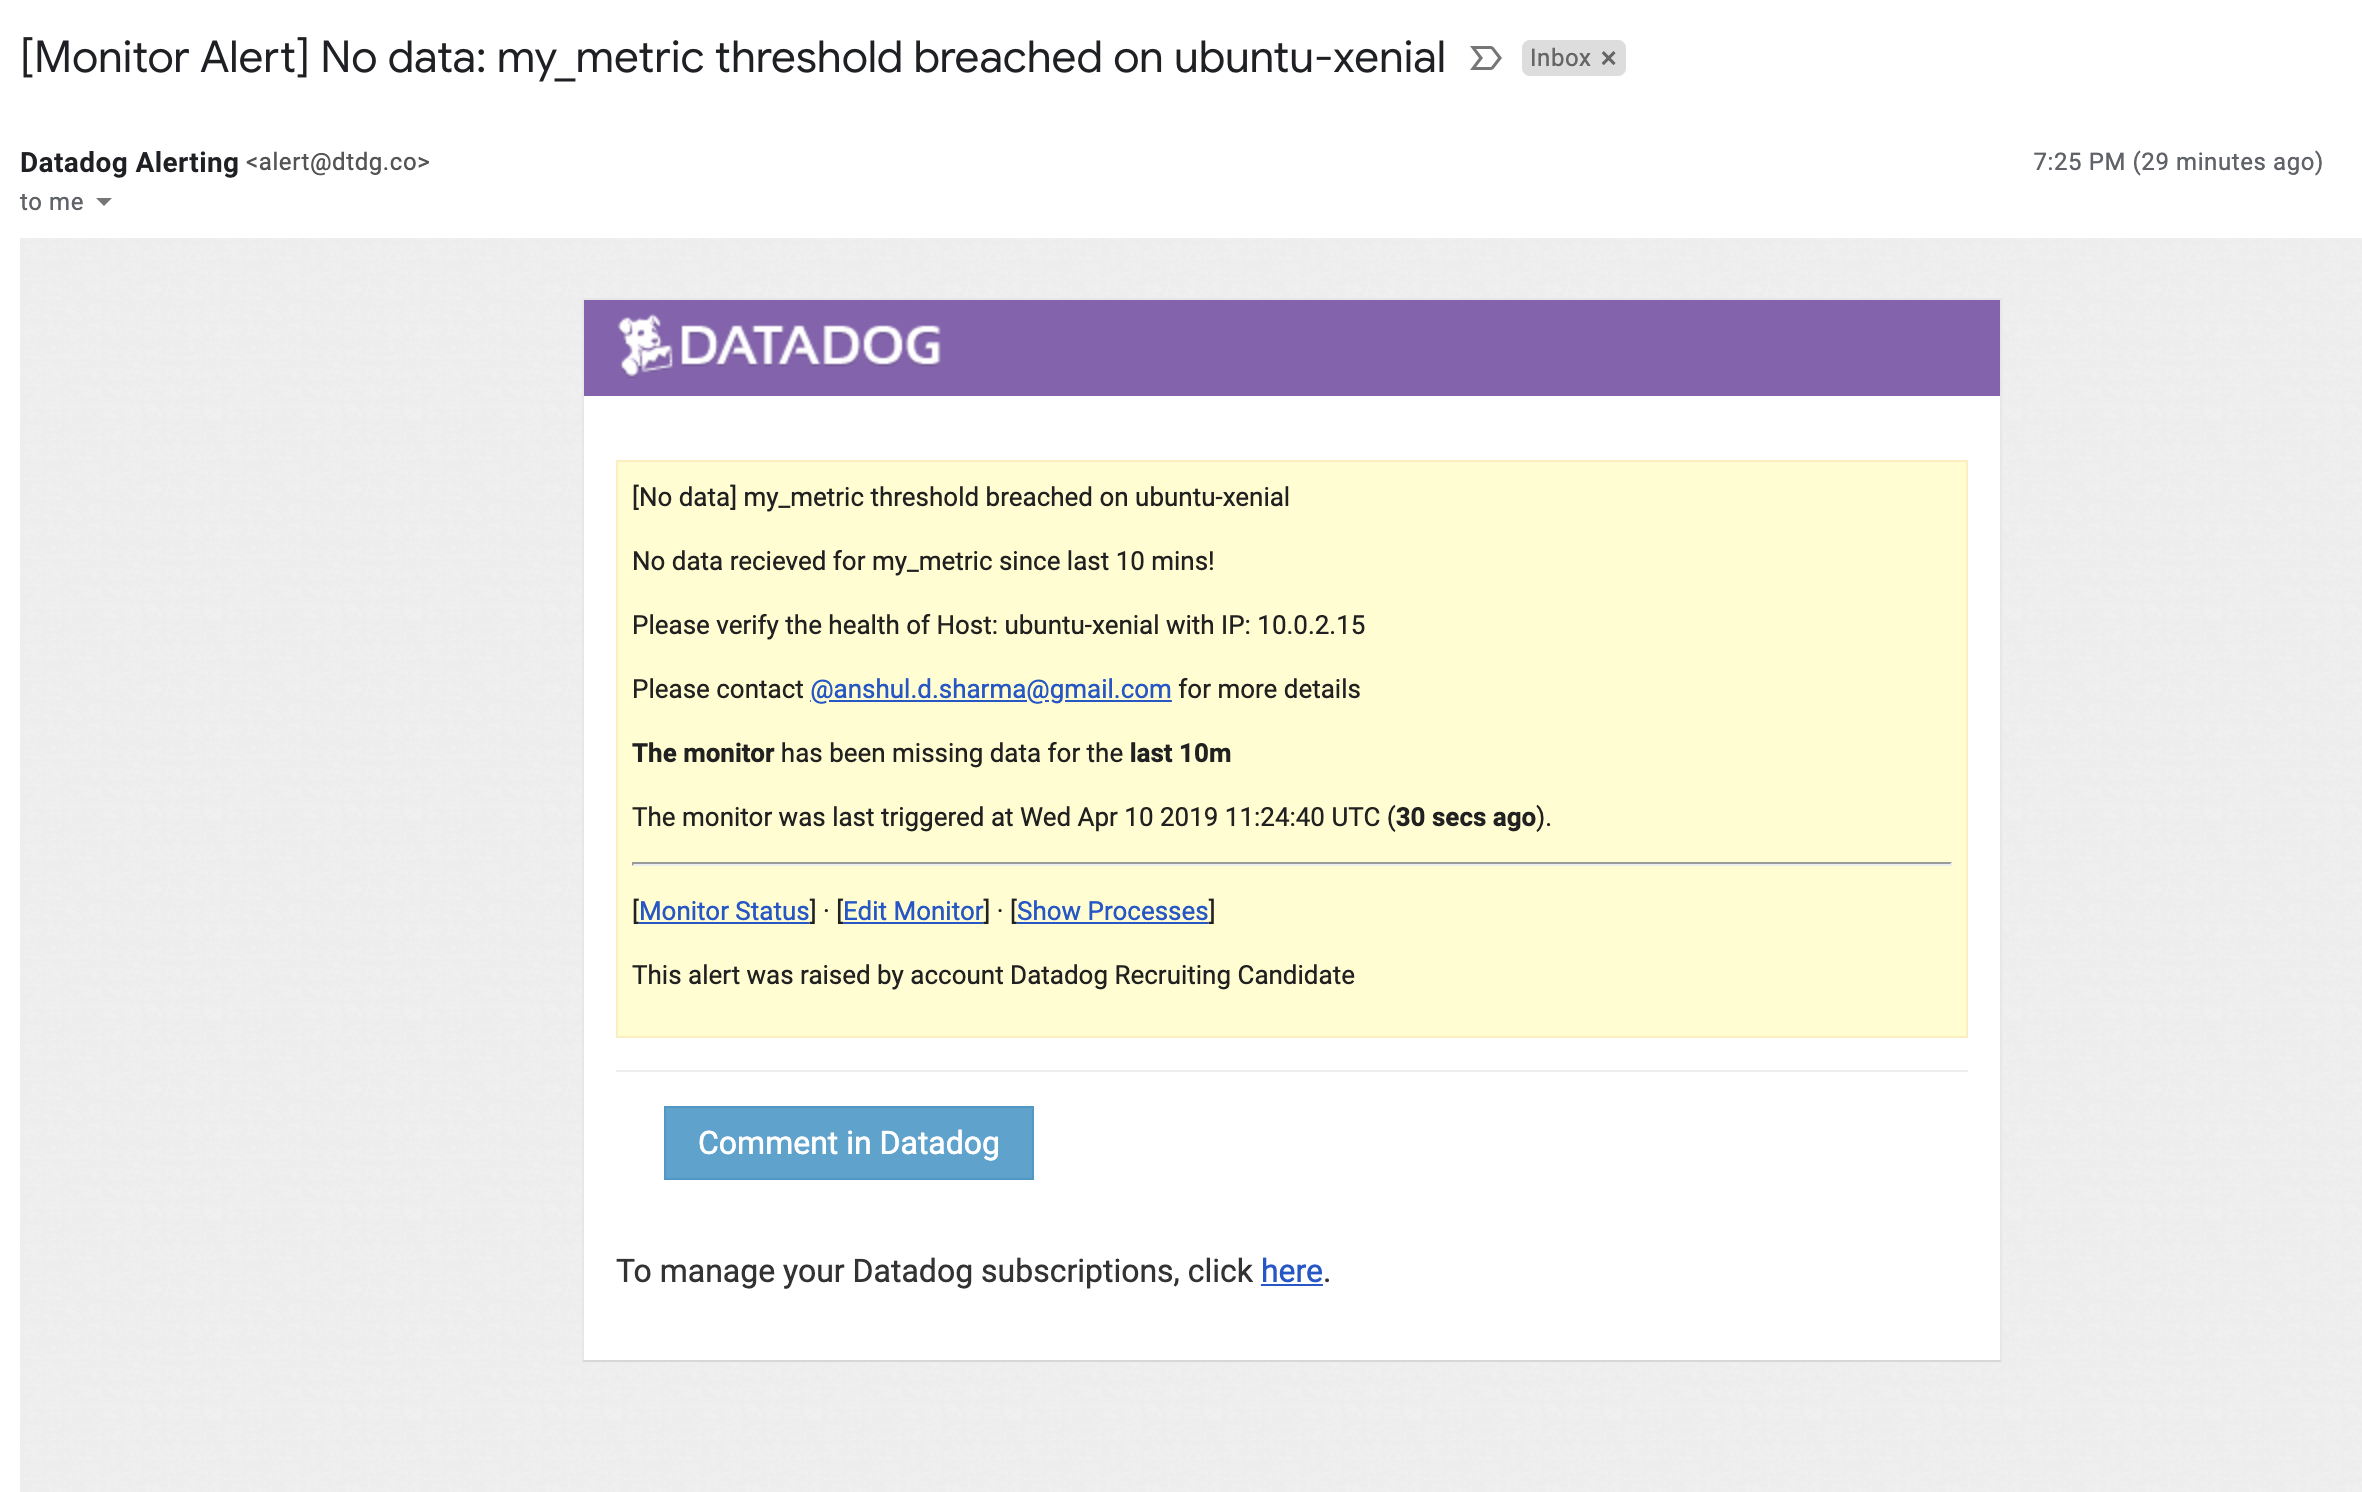 [Monitor Alert] No data: my_metric threshold breached on ubuntu-xenial Inbox ×
Datadog Alerting <alert@dtdg.co> 7:25 PM (29 minutes ago)
to me
DATADOG
[No data] my_metric threshold breached on ubuntu-xenial
No data recieved for my_metric since last 10 mins!
Please verify the health of Host: ubuntu-xenial with IP: 10.0.2.15
Please contact @anshul.d.sharma@gmail.com for more details
The monitor has been missing data for the last 10m
The monitor was last triggered at Wed Apr 10 2019 11:24:40 UTC (30 secs ago).
[Monitor Status] · [Edit Monitor] · [Show Processes]
This alert was raised by account Datadog Recruiting Candidate
Comment in Datadog
To manage your Datadog subscriptions, click here.